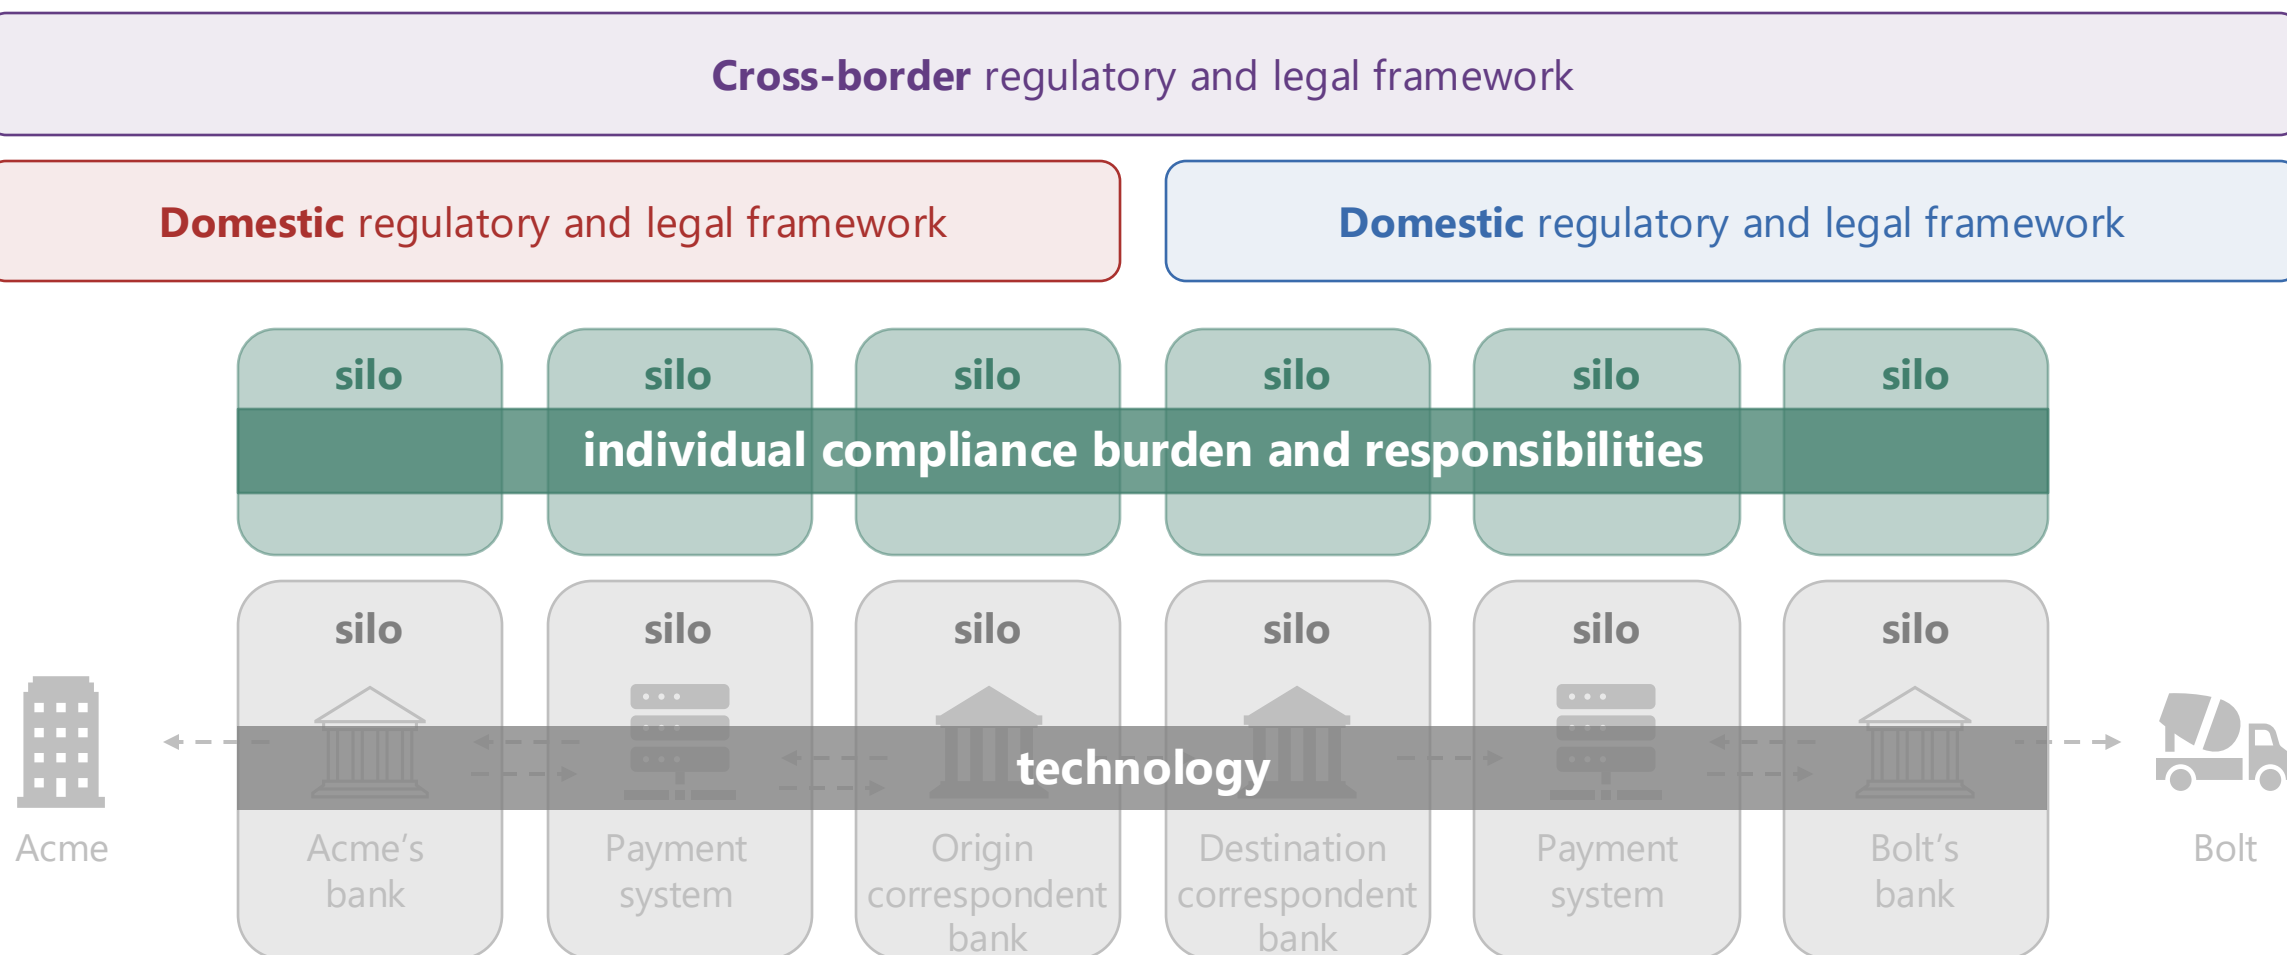 Cross-border regulatory and legal framework
Domestic regulatory and legal framework
Domestic regulatory and legal framework
silo
silo
silo
silo
silo
silo
individual compliance burden and responsibilities
silo
silo
silo
silo
silo
silo
technology
Acme
Acme’s
bank
Payment
system
Origin
correspondent
bank
Destination
correspondent
bank
Payment
system
Bolt’s
bank
Bolt